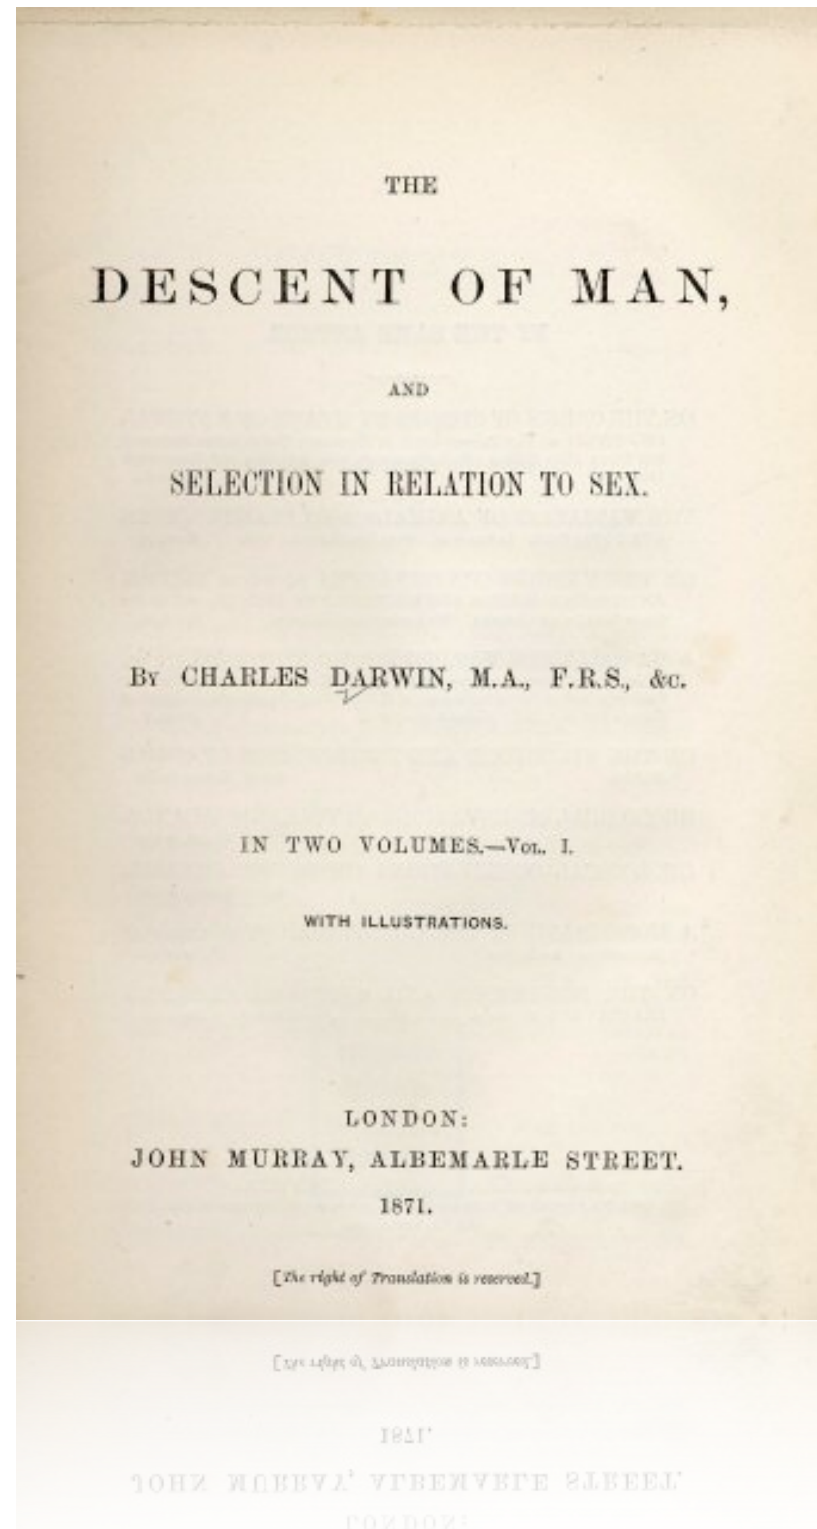 THE
DESCENT OF MAN,
AND
SELECTION IN RELATION TO SEX.
BY CHARLES DARWIN, M.A., F.R.S., &c.
IN TWO VOLUMES.—VOL. I.
WITH ILLUSTRATIONS.
LONDON:
JOHN MURRAY, ALBEMARLE STREET.
1871.
[The right of Translation is reserved.]